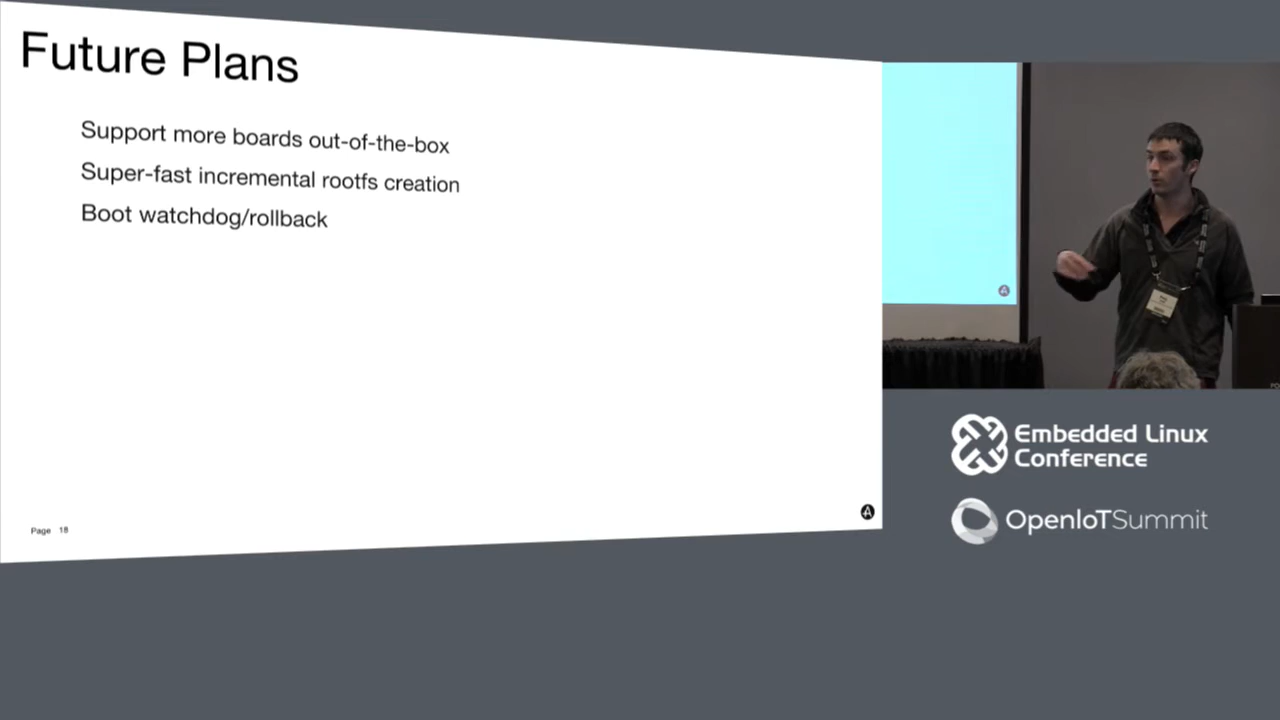 Future Plans
Support more boards out-of-the-box
Super-fast incremental rootfs creation
Boot watchdog/rollback
Page 18
A
Embedded Linux
Conference
OpenIoTSummit